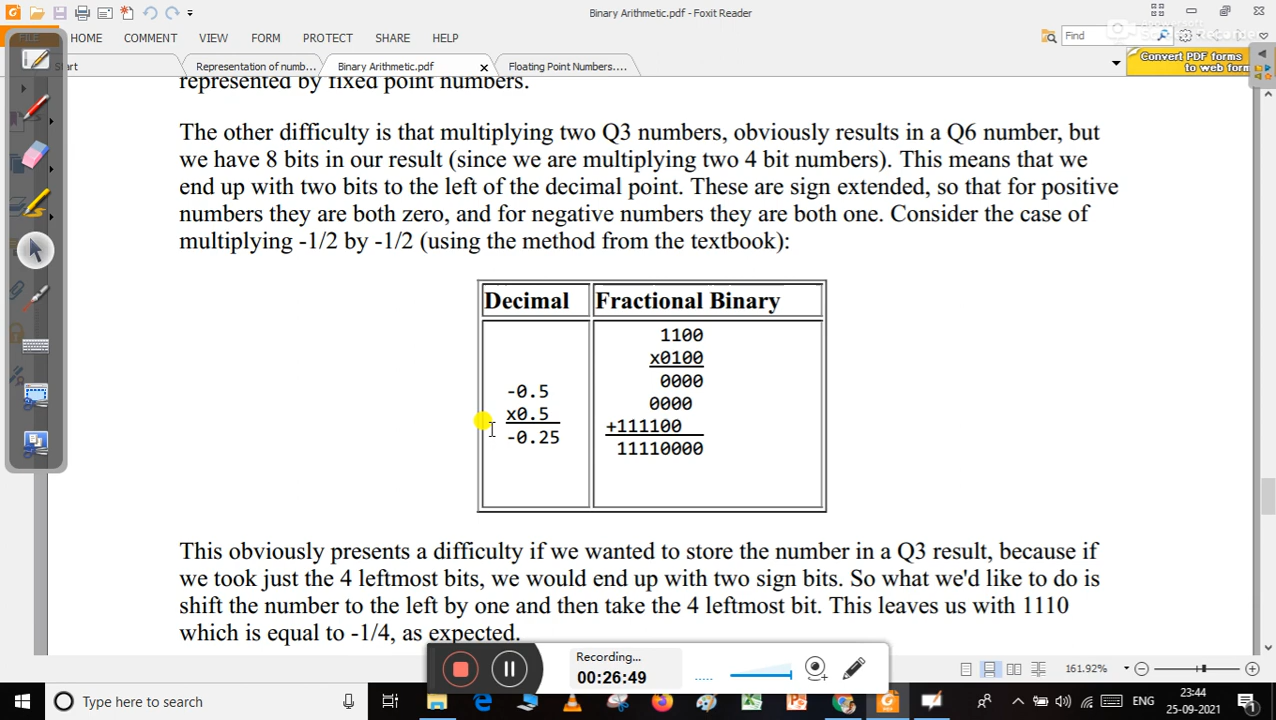 Binary Arithmetic.pdf - Foxit Reader
FILE HOME COMMENT VIEW FORM PROTECT SHARE HELP
Find
Start Representation of numb... Binary Arithmetic.pdf Floating Point Numbers....
Convert PDF forms
to web form
represented by fixed point numbers.
The other difficulty is that multiplying two Q3 numbers, obviously results in a Q6 number, but
we have 8 bits in our result (since we are multiplying two 4 bit numbers). This means that we
end up with two bits to the left of the decimal point. These are sign extended, so that for positive
numbers they are both zero, and for negative numbers they are both one. Consider the case of
multiplying -1/2 by -1/2 (using the method from the textbook):
Decimal Fractional Binary
-0.5
x0.5
-0.25
1100
x0100
0000
0000
+111100
11110000
This obviously presents a difficulty if we wanted to store the number in a Q3 result, because if
we took just the 4 leftmost bits, we would end up with two sign bits. So what we'd like to do is
shift the number to the left by one and then take the 4 leftmost bit. This leaves us with 1110
which is equal to -1/4, as expected.
Recording...
00:26:49
161.92%
Type here to search
ENG
23:44
25-09-2021
1